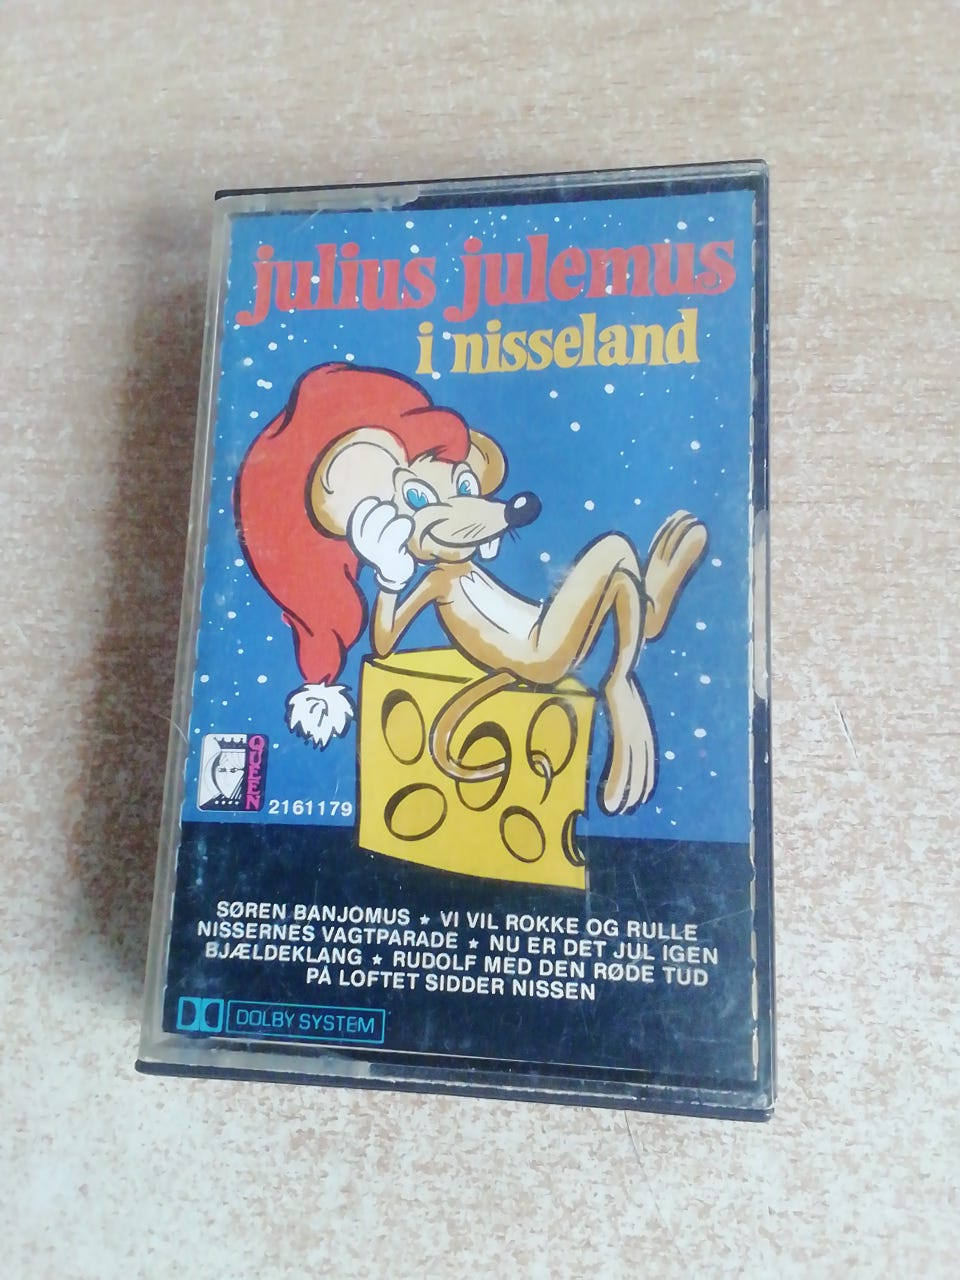 julius julemus
i nisseland
QUEEN
2161179
SØREN BANJOMUS ★ VI VIL ROKKE OG RULLE
NISSERNES VAGTPARADE ★ NU ER DET JUL IGEN
BJÆLDEKLANG ★ RUDOLF MED DEN RØDE TUD
PÅ LOFTET SIDDER NISSEN
DOLBY SYSTEM